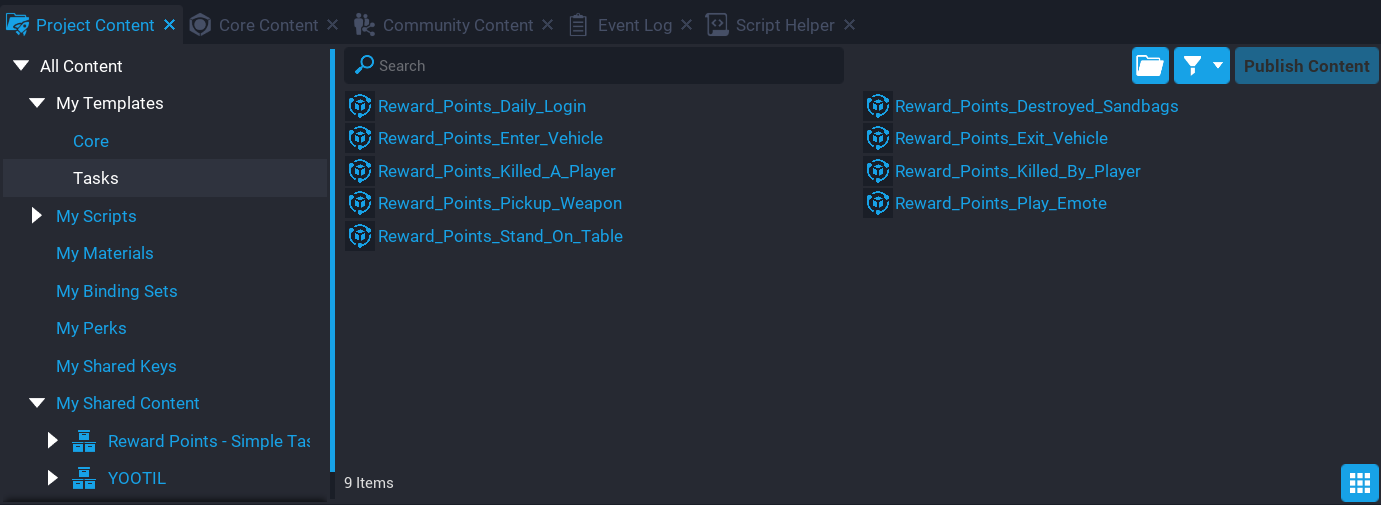 Project Content Core Content Community Content Event Log Script Helper
All Content
My Templates
Core
Tasks
My Scripts
My Materials
My Binding Sets
My Perks
My Shared Keys
My Shared Content
Reward Points - Simple Tas
YOOTIL
Search
Publish Content
Reward_Points_Daily_Login Reward_Points_Destroyed_Sandbags
Reward_Points_Enter_Vehicle Reward_Points_Exit_Vehicle
Reward_Points_Killed_A_Player Reward_Points_Killed_By_Player
Reward_Points_Pickup_Weapon Reward_Points_Play_Emote
Reward_Points_Stand_On_Table
9 Items